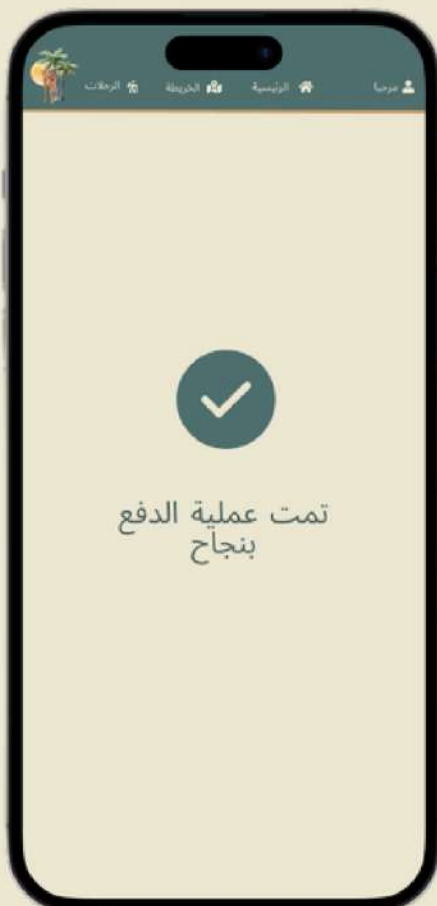 مرحبا
الرئيسية
الخريطة
الرحلات
تمت عملية الدفع
بنجاح